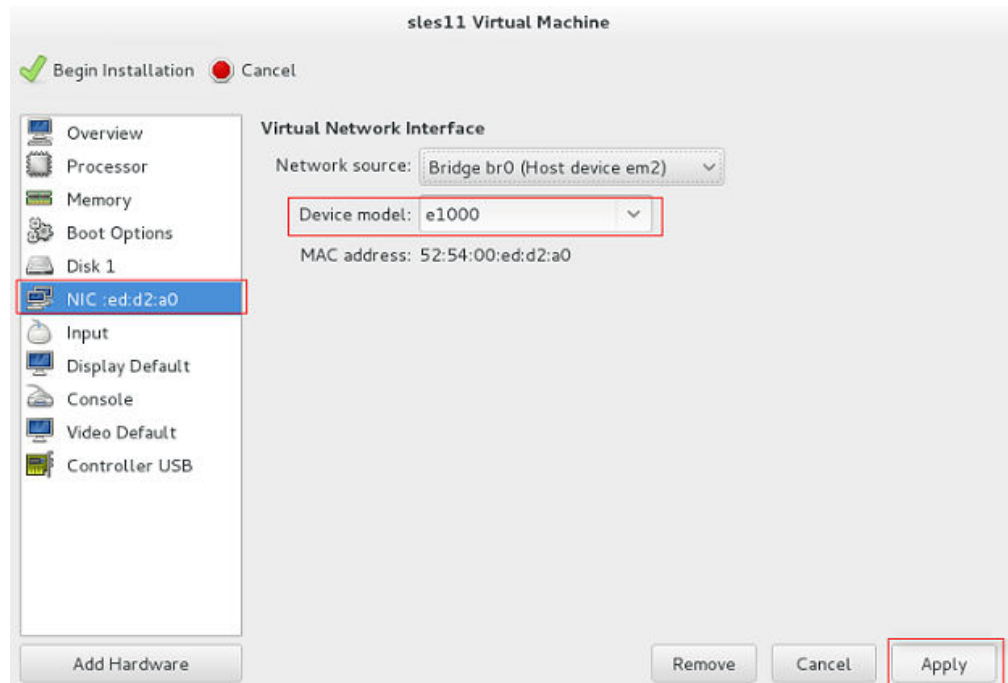 sles11 Virtual Machine
Begin Installation Cancel
Overview
Processor
Memory
Boot Options
Disk 1
NIC :ed:d2:a0
Input
Display Default
Console
Video Default
Controller USB
Add Hardware
Virtual Network Interface
Network source: Bridge br0 (Host device em2)
Device model: e1000
MAC address: 52:54:00:ed:d2:a0
Remove Cancel Apply